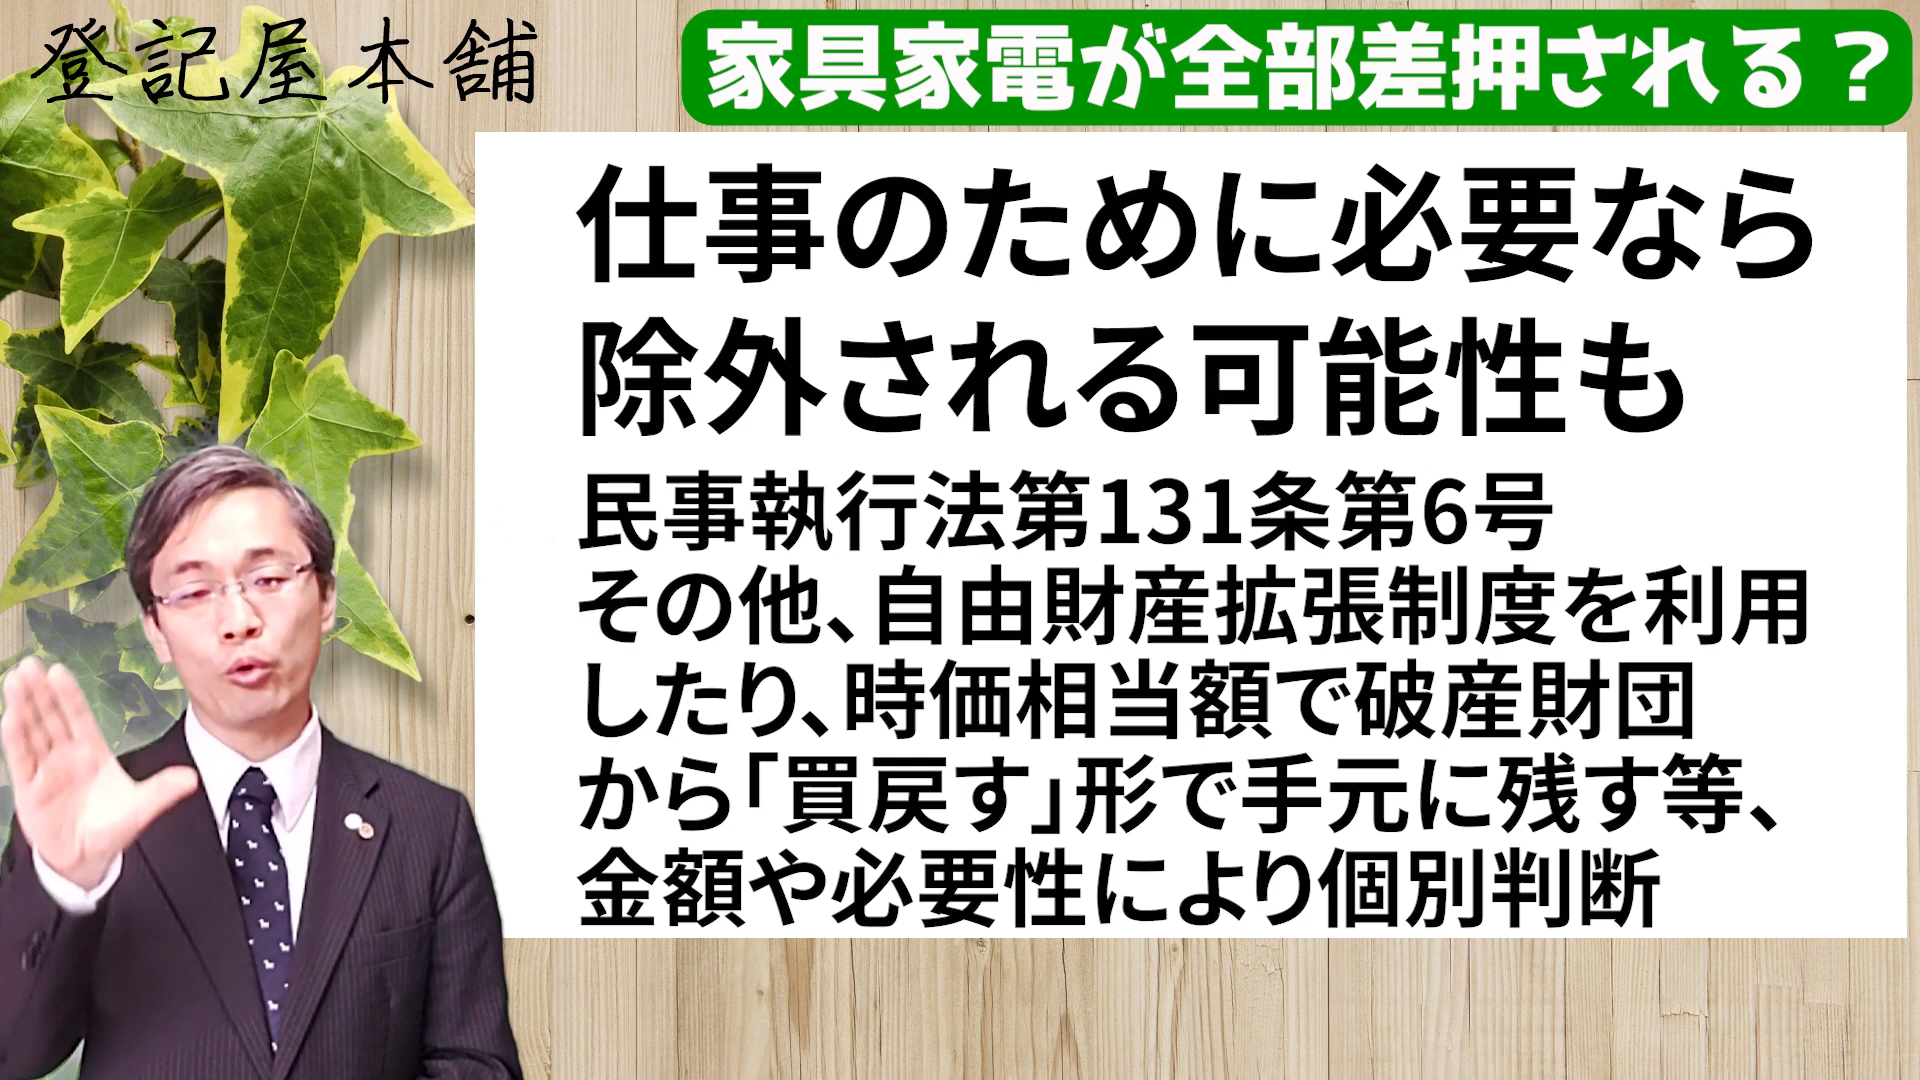 登記屋本舗
家具家電が全部差押される？
仕事のために必要なら
除外される可能性も
民事執行法第131条第6号
その他、自由財産拡張制度を利用
したり、時価相当額で破産財団
から「買戻す」形で手元に残す等、
金額や必要性により個別判断